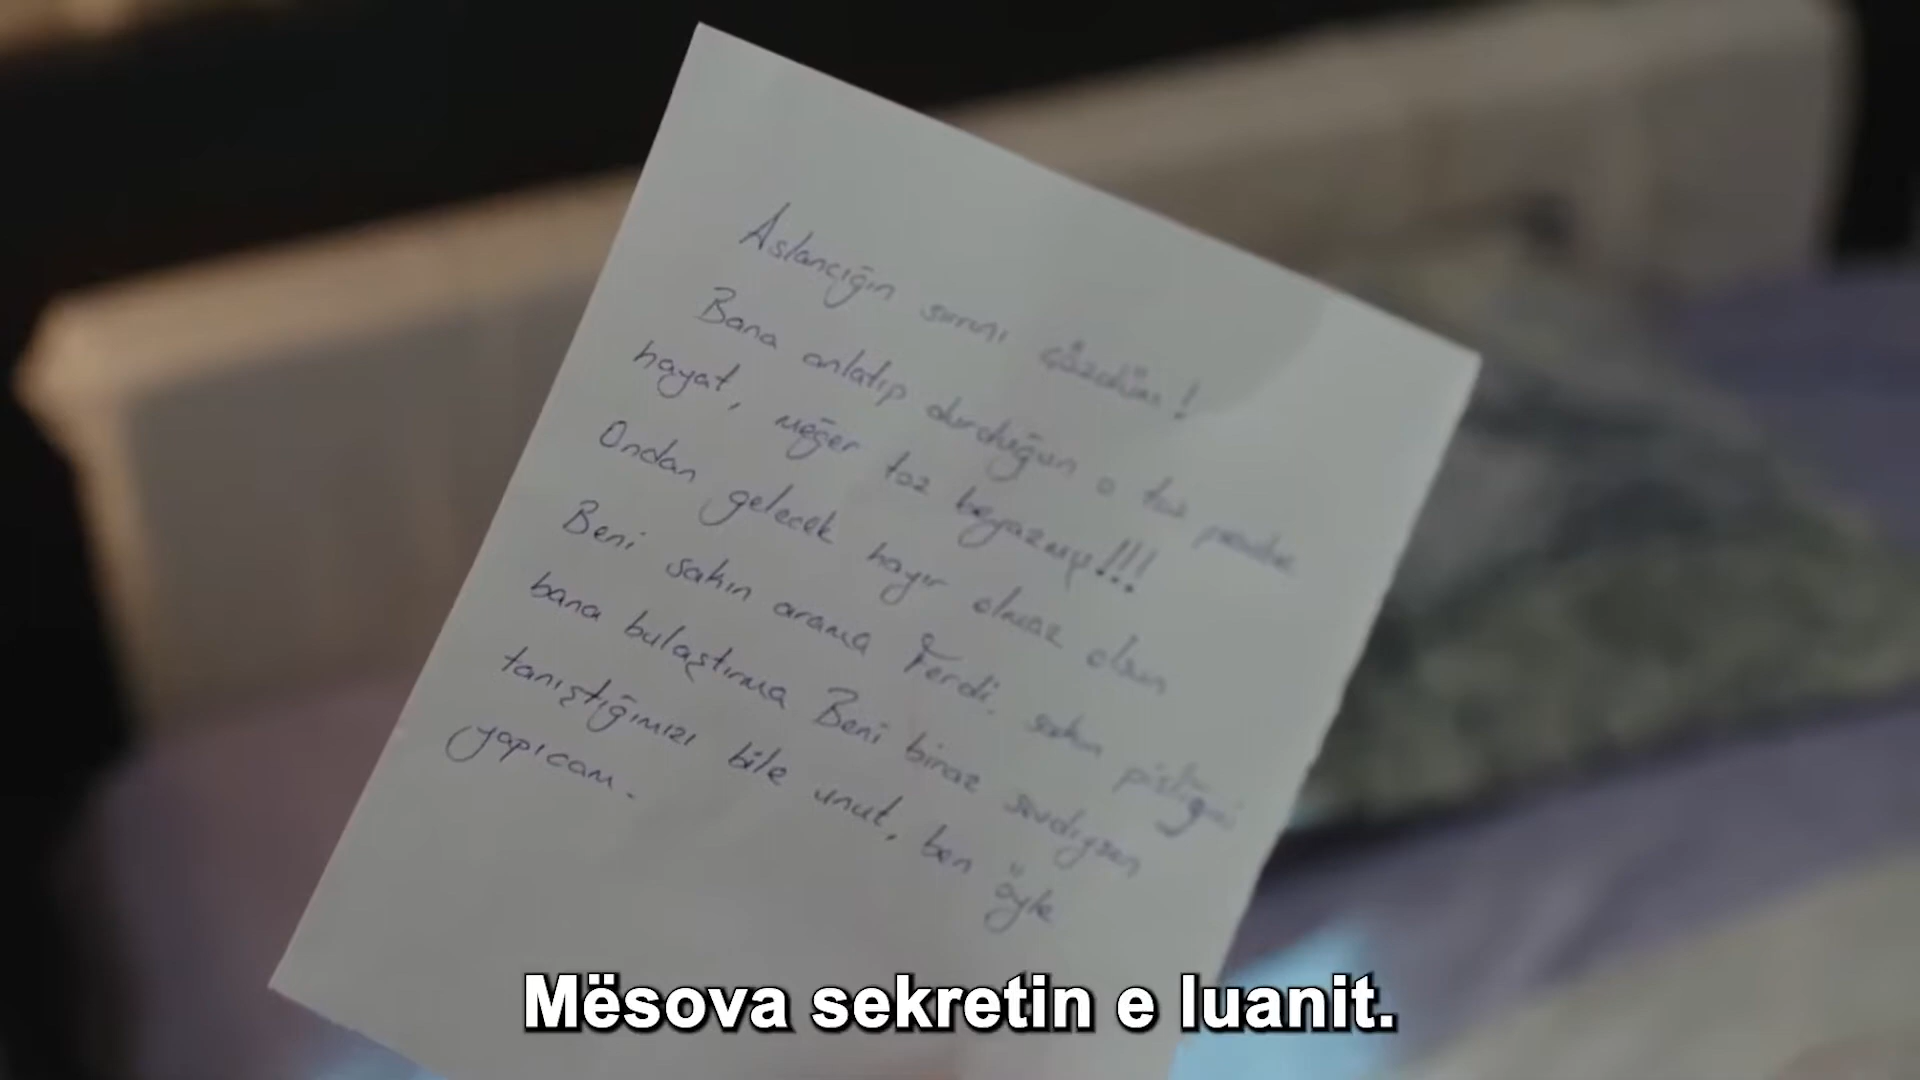 Aslancığın sırrını çözdüm!
Bana anlatıp durduğun o toz pembe
hayat, meğer toz beyazmış!!!
Ondan gelecek hayır olmaz olsun
Beni sakın arama Ferdi, sakın pisliğini
bana bulaştırma Beni biraz sevdiysen
tanıştığımızı bile unut, ben öyle
yapıcam.
Mësova sekretin e luanit.